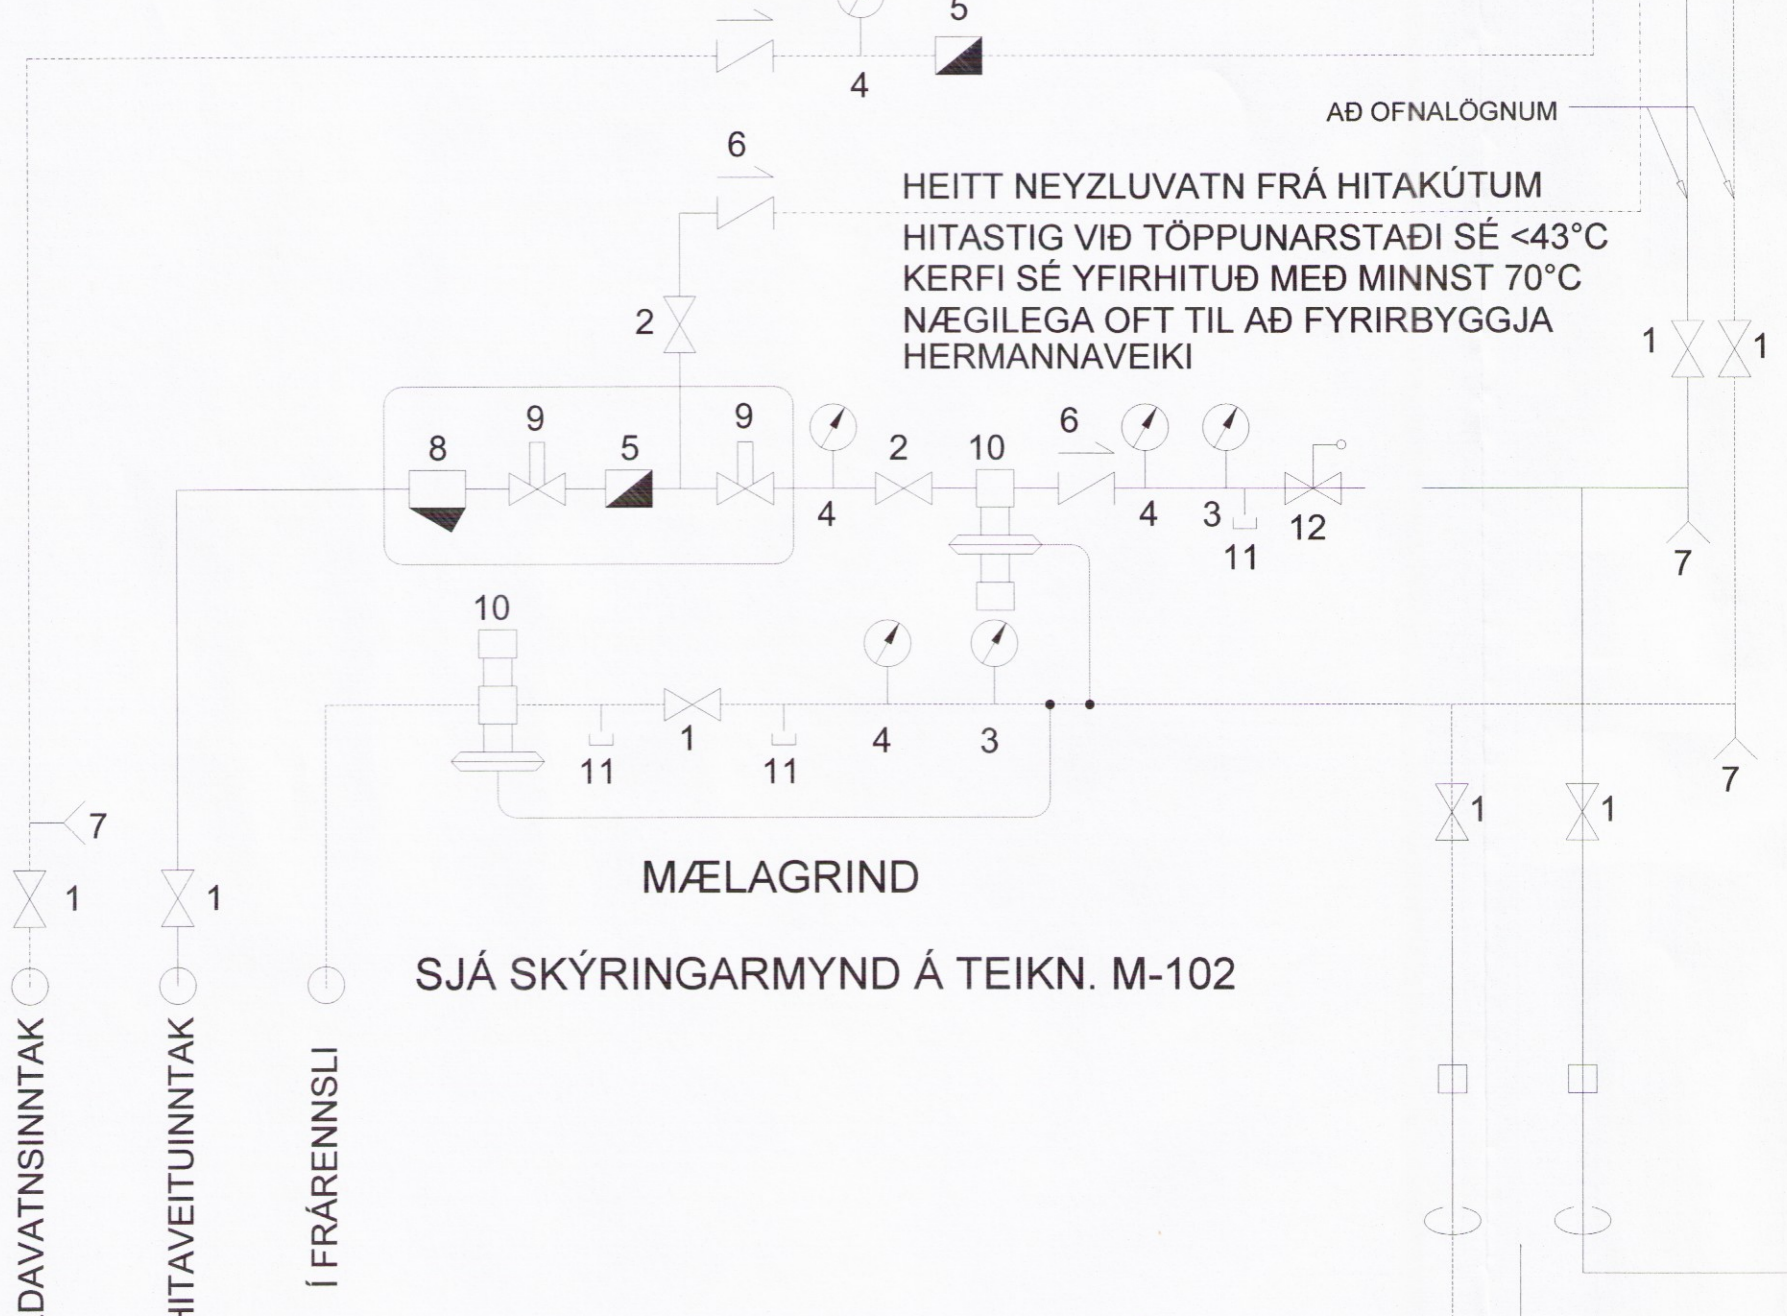 5
4
AÐ OFNALÖGNUM
6
HEITT NEYZLUVATN FRÁ HITAKÚTUM
HITASTIG VIÐ TÖPPUNARSTAÐI SÉ <43°C
KERFI SÉ YFIRHITUÐ MEÐ MINNST 70°C
NÆGILEGA OFT TIL AÐ FYRIRBYGGJA
HERMANNAVEIKI
2
1 1
8 9 5 9 2 10 6
4 4 3 12
11
7
10
1 4 3
11 11
7
7
1 1
1 1
MÆLAGRIND
SJÁ SKÝRINGARMYND Á TEIKN. M-102
DAVATNSINNTAK
HITAVEITUINNTAK
Í FRÁRENNSLI